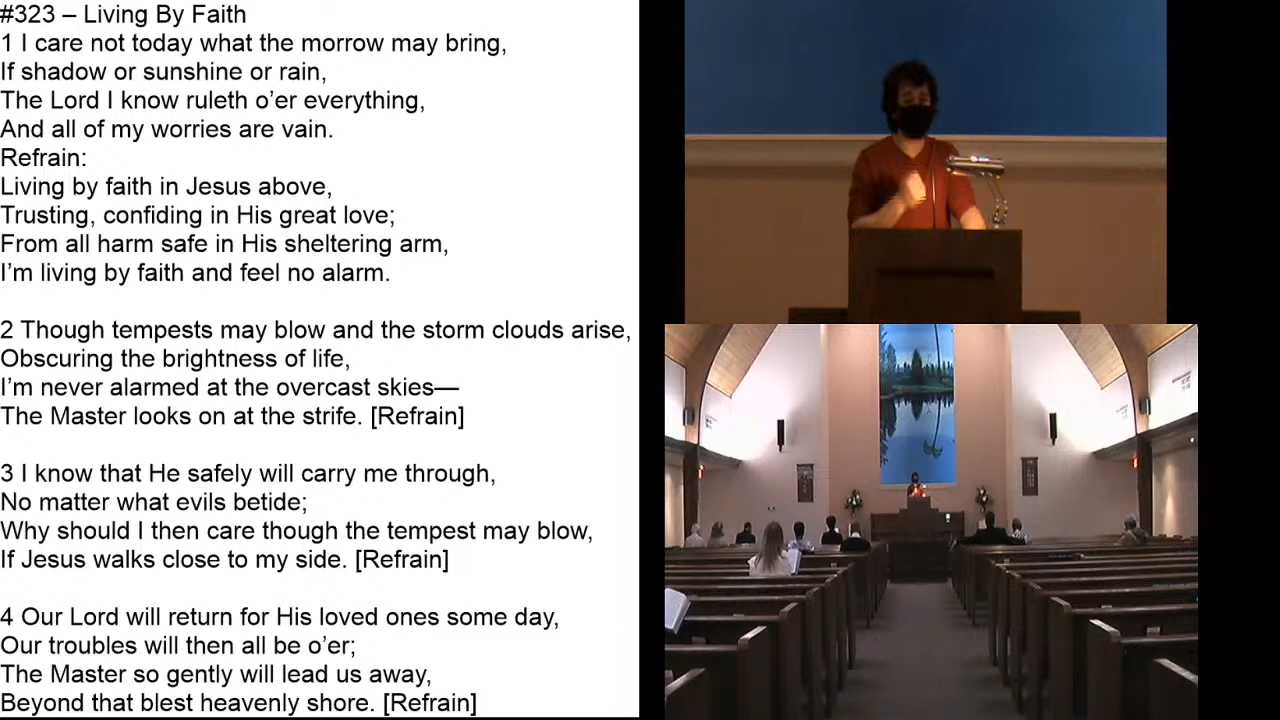 #323 – Living By Faith
1 I care not today what the morrow may bring,
If shadow or sunshine or rain,
The Lord I know ruleth o’er everything,
And all of my worries are vain.
Refrain:
Living by faith in Jesus above,
Trusting, confiding in His great love;
From all harm safe in His sheltering arm,
I’m living by faith and feel no alarm.
2 Though tempests may blow and the storm clouds arise,
Obscuring the brightness of life,
I’m never alarmed at the overcast skies—
The Master looks on at the strife. [Refrain]
3 I know that He safely will carry me through,
No matter what evils betide;
Why should I then care though the tempest may blow,
If Jesus walks close to my side. [Refrain]
4 Our Lord will return for His loved ones some day,
Our troubles will then all be o’er;
The Master so gently will lead us away,
Beyond that blest heavenly shore. [Refrain]